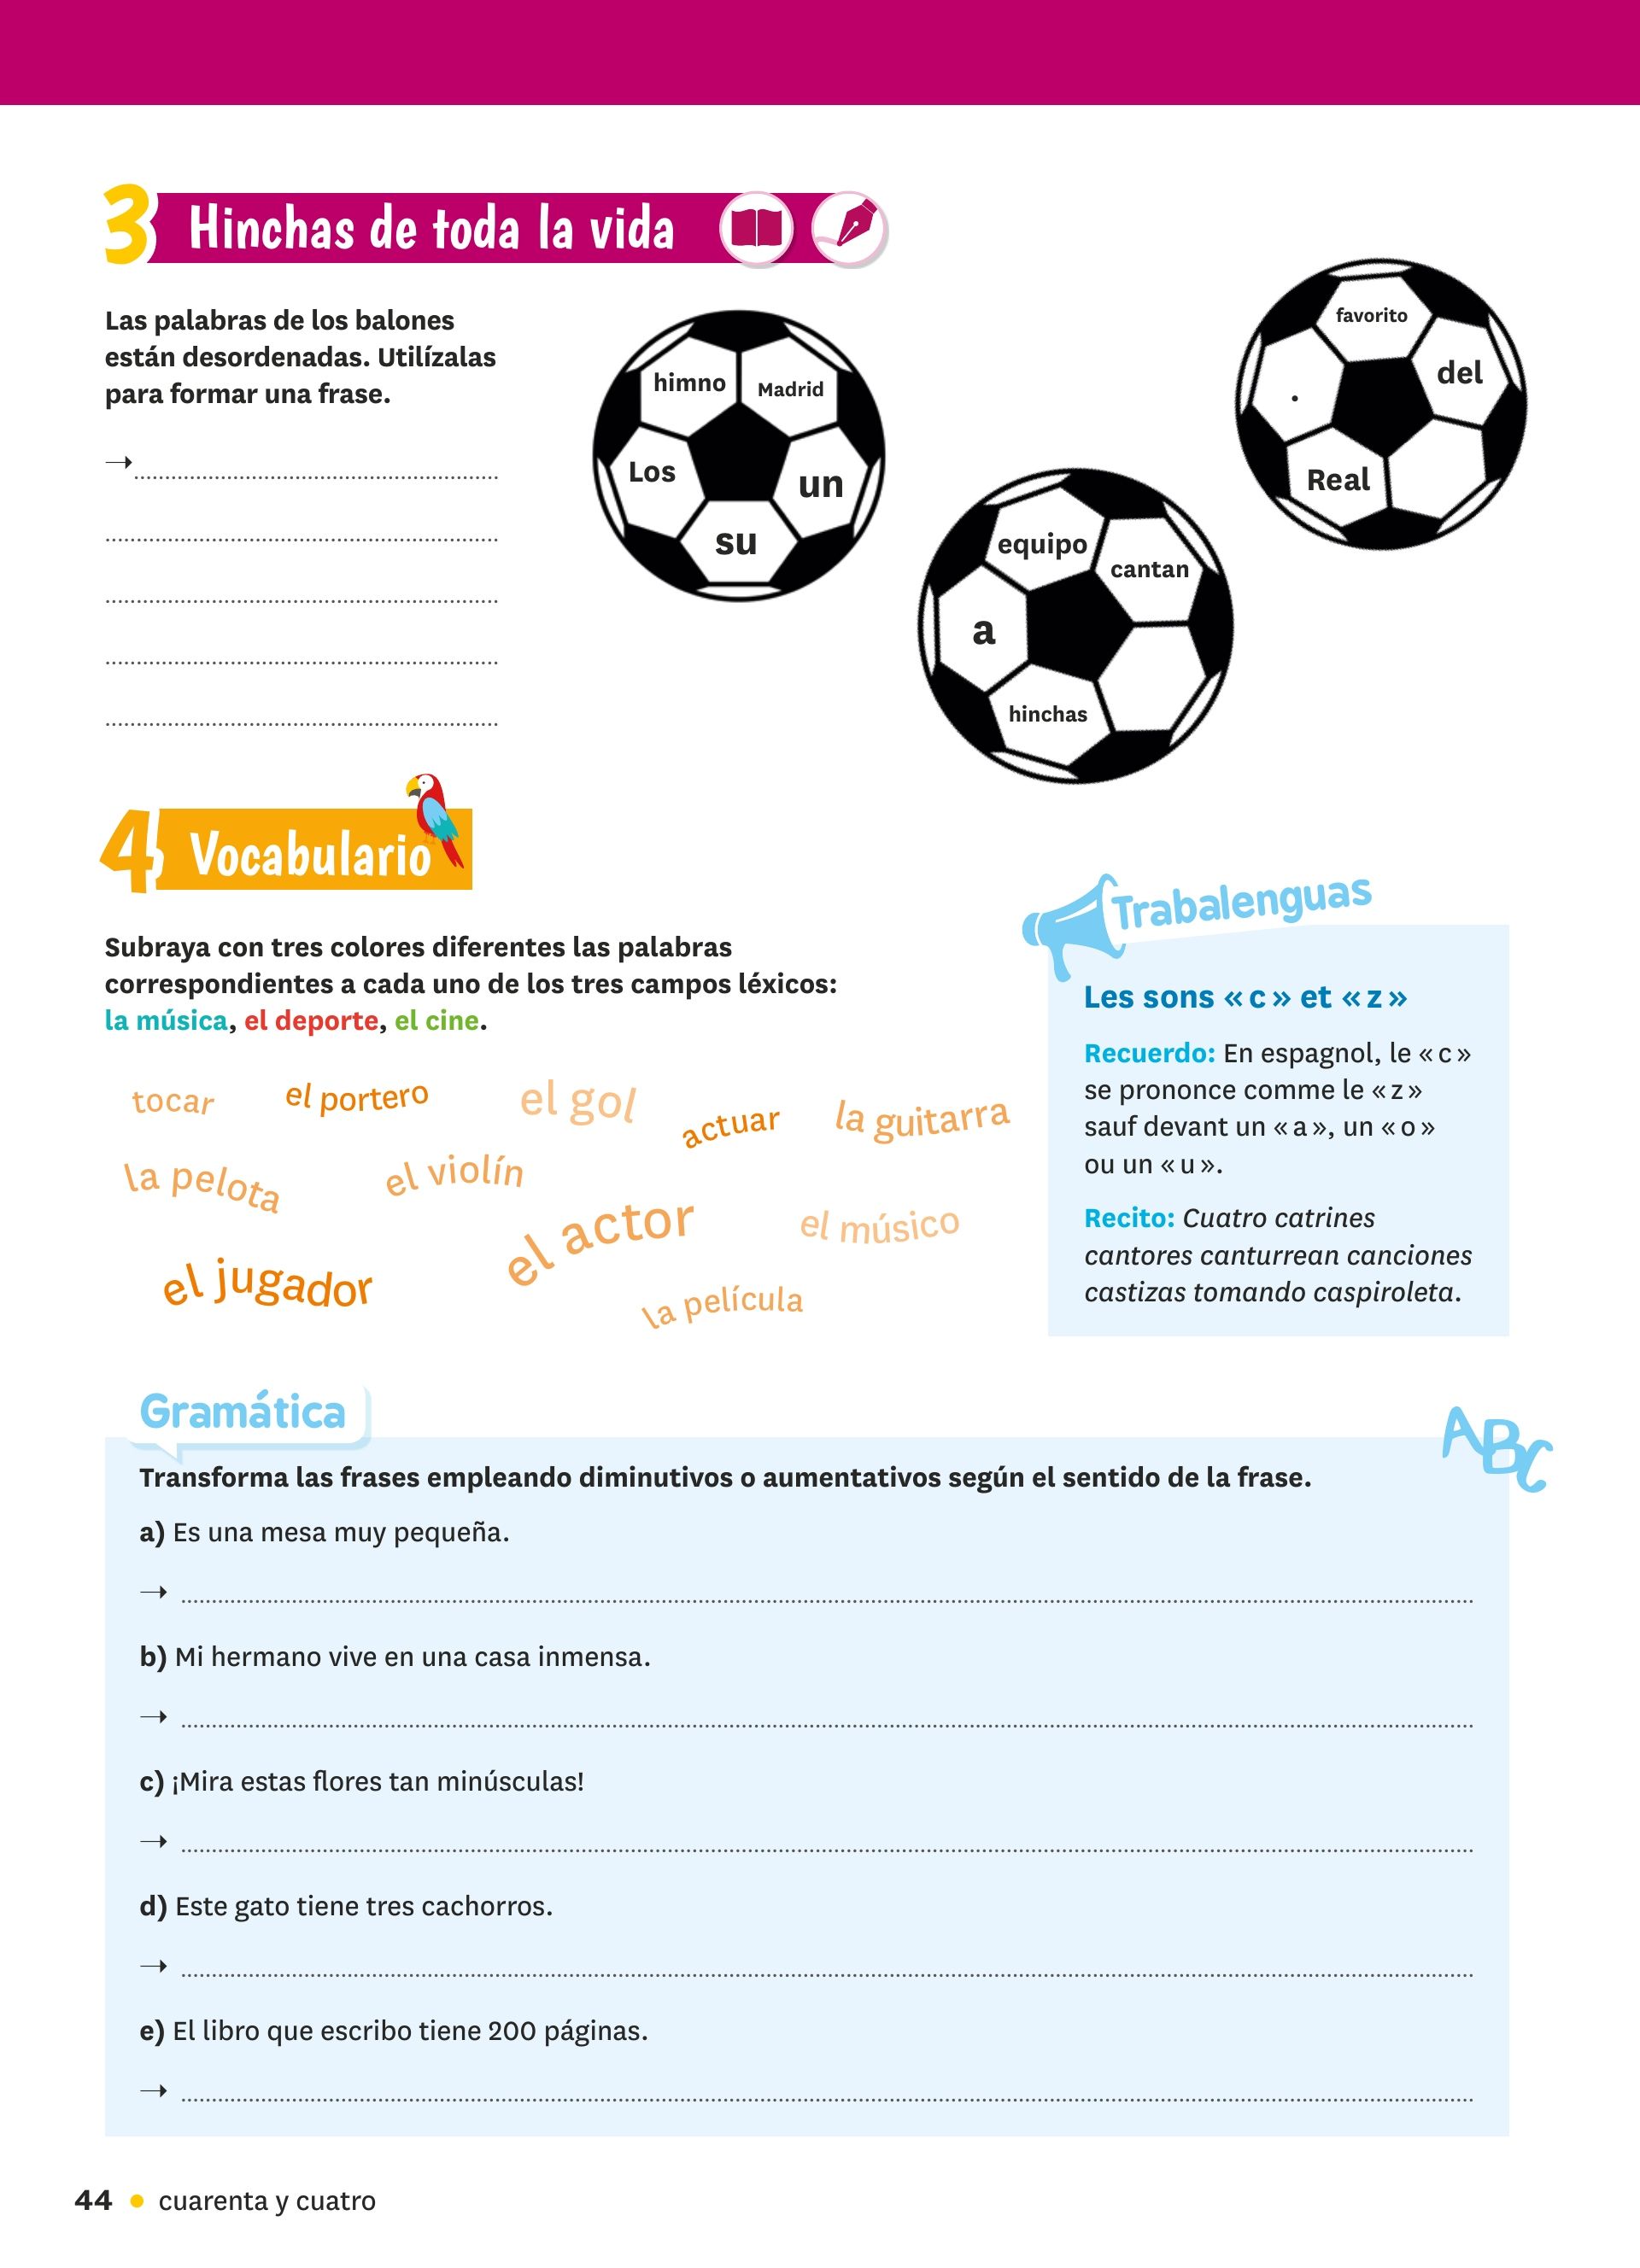 3 Hinchas de toda la vida
Las palabras de los balones
están desordenadas. Utilízalas
para formar una frase.
→
himno
Madrid
Los
un
su
equipo
cantan
a
hinchas
favorito
del
.
Real
4 Vocabulario
Subraya con tres colores diferentes las palabras
correspondientes a cada uno de los tres campos léxicos:
la música, el deporte, el cine.
tocar
el portero
el gol
actuar
la guitarra
la pelota
el violín
el actor
el músico
el jugador
la película
Trabalenguas
Les sons « c » et « z »
Recuerdo: En espagnol, le « c »
se prononce comme le « z »
sauf devant un « a », un « o »
ou un « u ».
Recito: Cuatro catrines
cantores canturrean canciones
castizas tomando caspiroleta.
Gramática
ABC
Transforma las frases empleando diminutivos o aumentativos según el sentido de la frase.
a) Es una mesa muy pequeña.
→
b) Mi hermano vive en una casa inmensa.
→
c) ¡Mira estas flores tan minúsculas!
→
d) Este gato tiene tres cachorros.
→
e) El libro que escribo tiene 200 páginas.
→
44 • cuarenta y cuatro